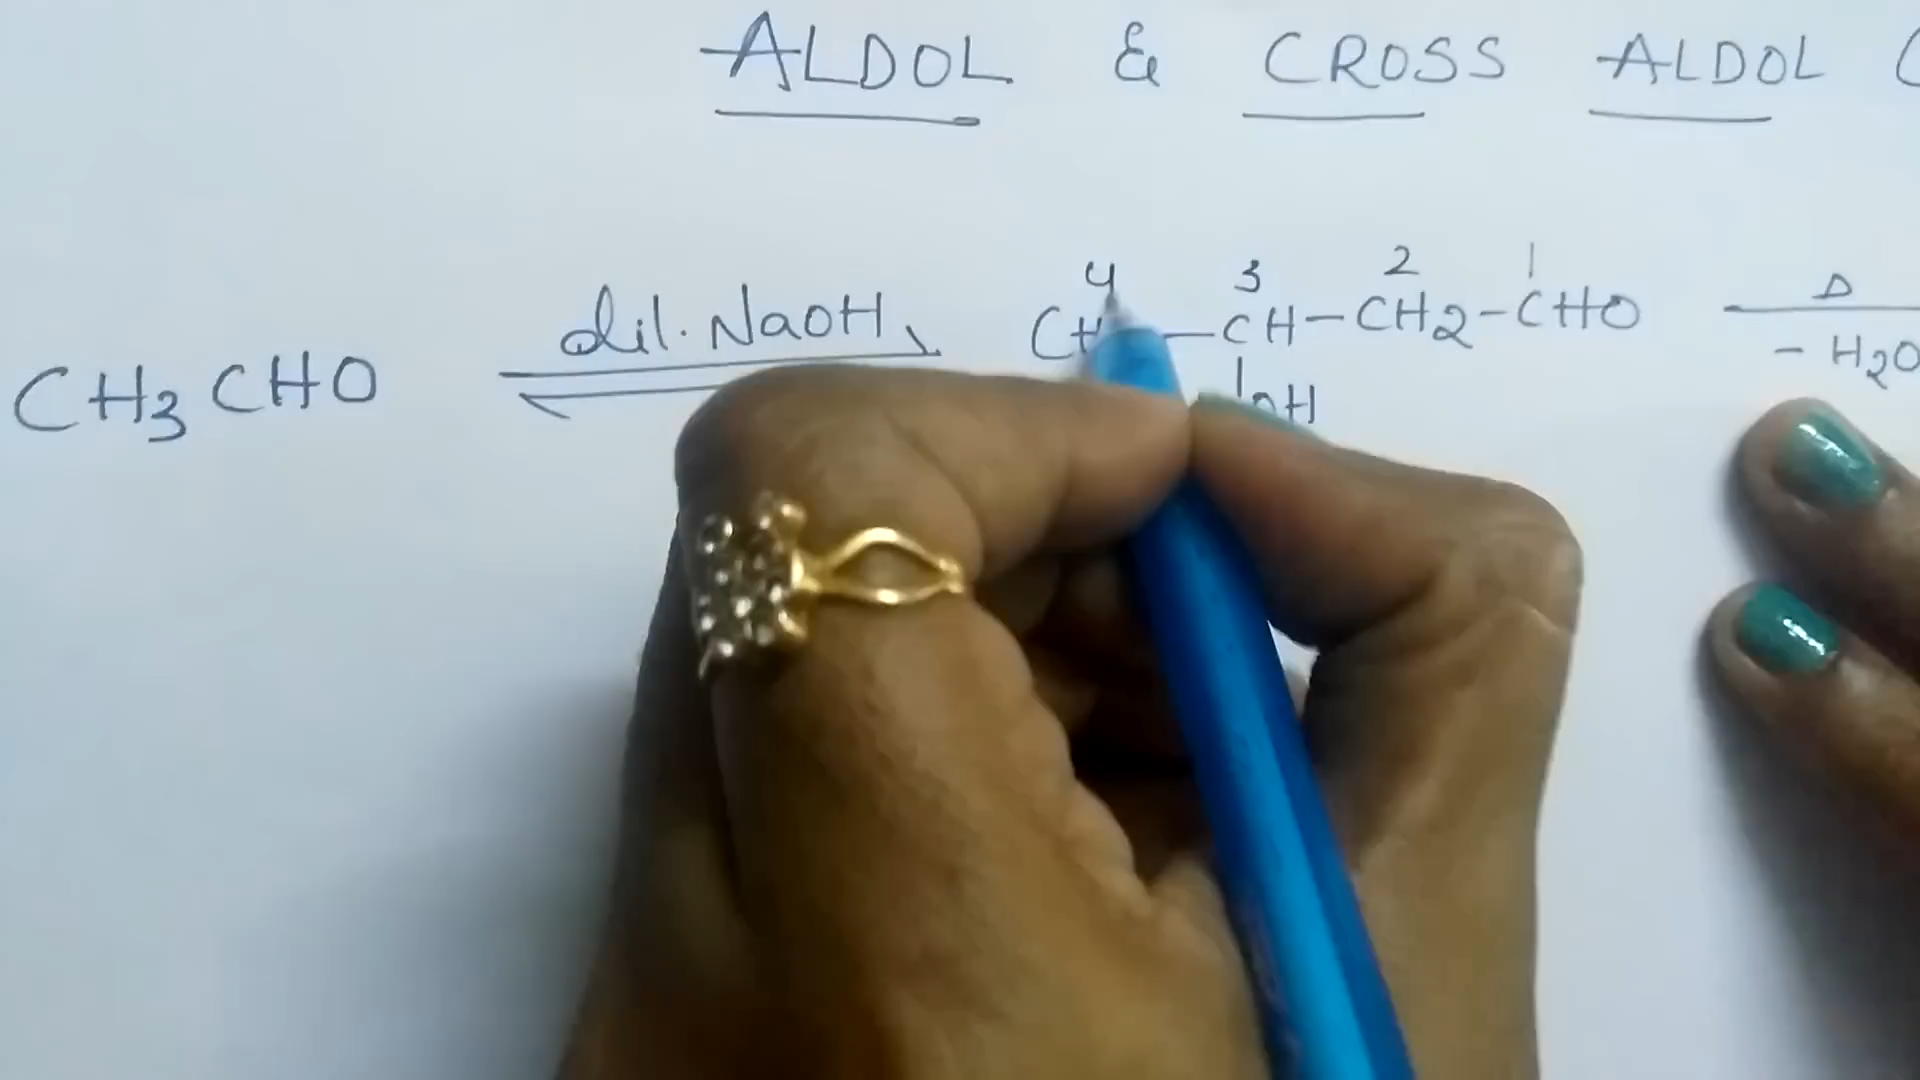 ALDOL & CROSS ALDOL
4 3 2 1
CH3CHO dil. NaOH CH — CH – CH2 – CHO Δ
OH – H2O